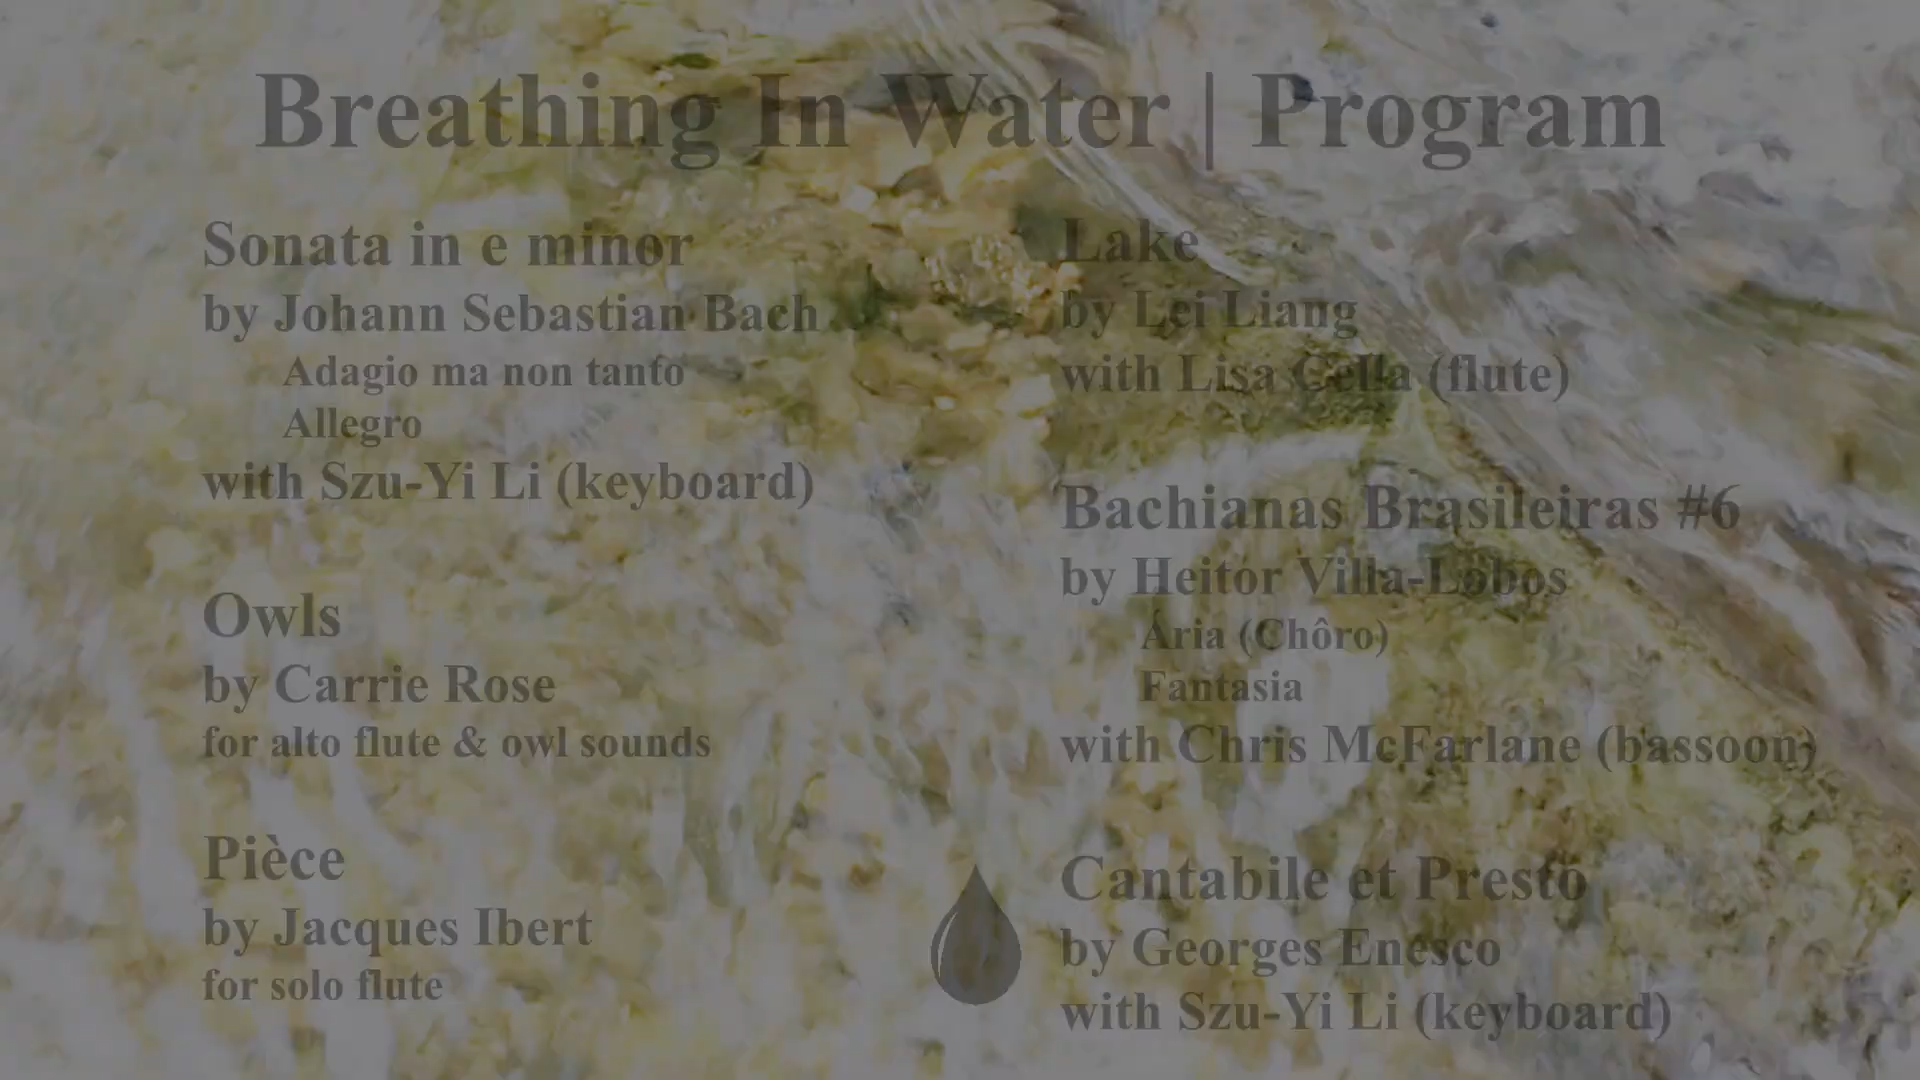 Breathing In Water | Program
Sonata in e minor
by Johann Sebastian Bach
Adagio ma non tanto
Allegro
with Szu-Yi Li (keyboard)
Owls
by Carrie Rose
for alto flute & owl sounds
Pièce
by Jacques Ibert
for solo flute
Lake
by Lei Liang
with Lisa Cella (flute)
Bachianas Brasileiras #6
by Heitor Villa-Lobos
Ária (Chôro)
Fantasia
with Chris McFarlane (bassoon)
Cantabile et Presto
by Georges Enesco
with Szu-Yi Li (keyboard)